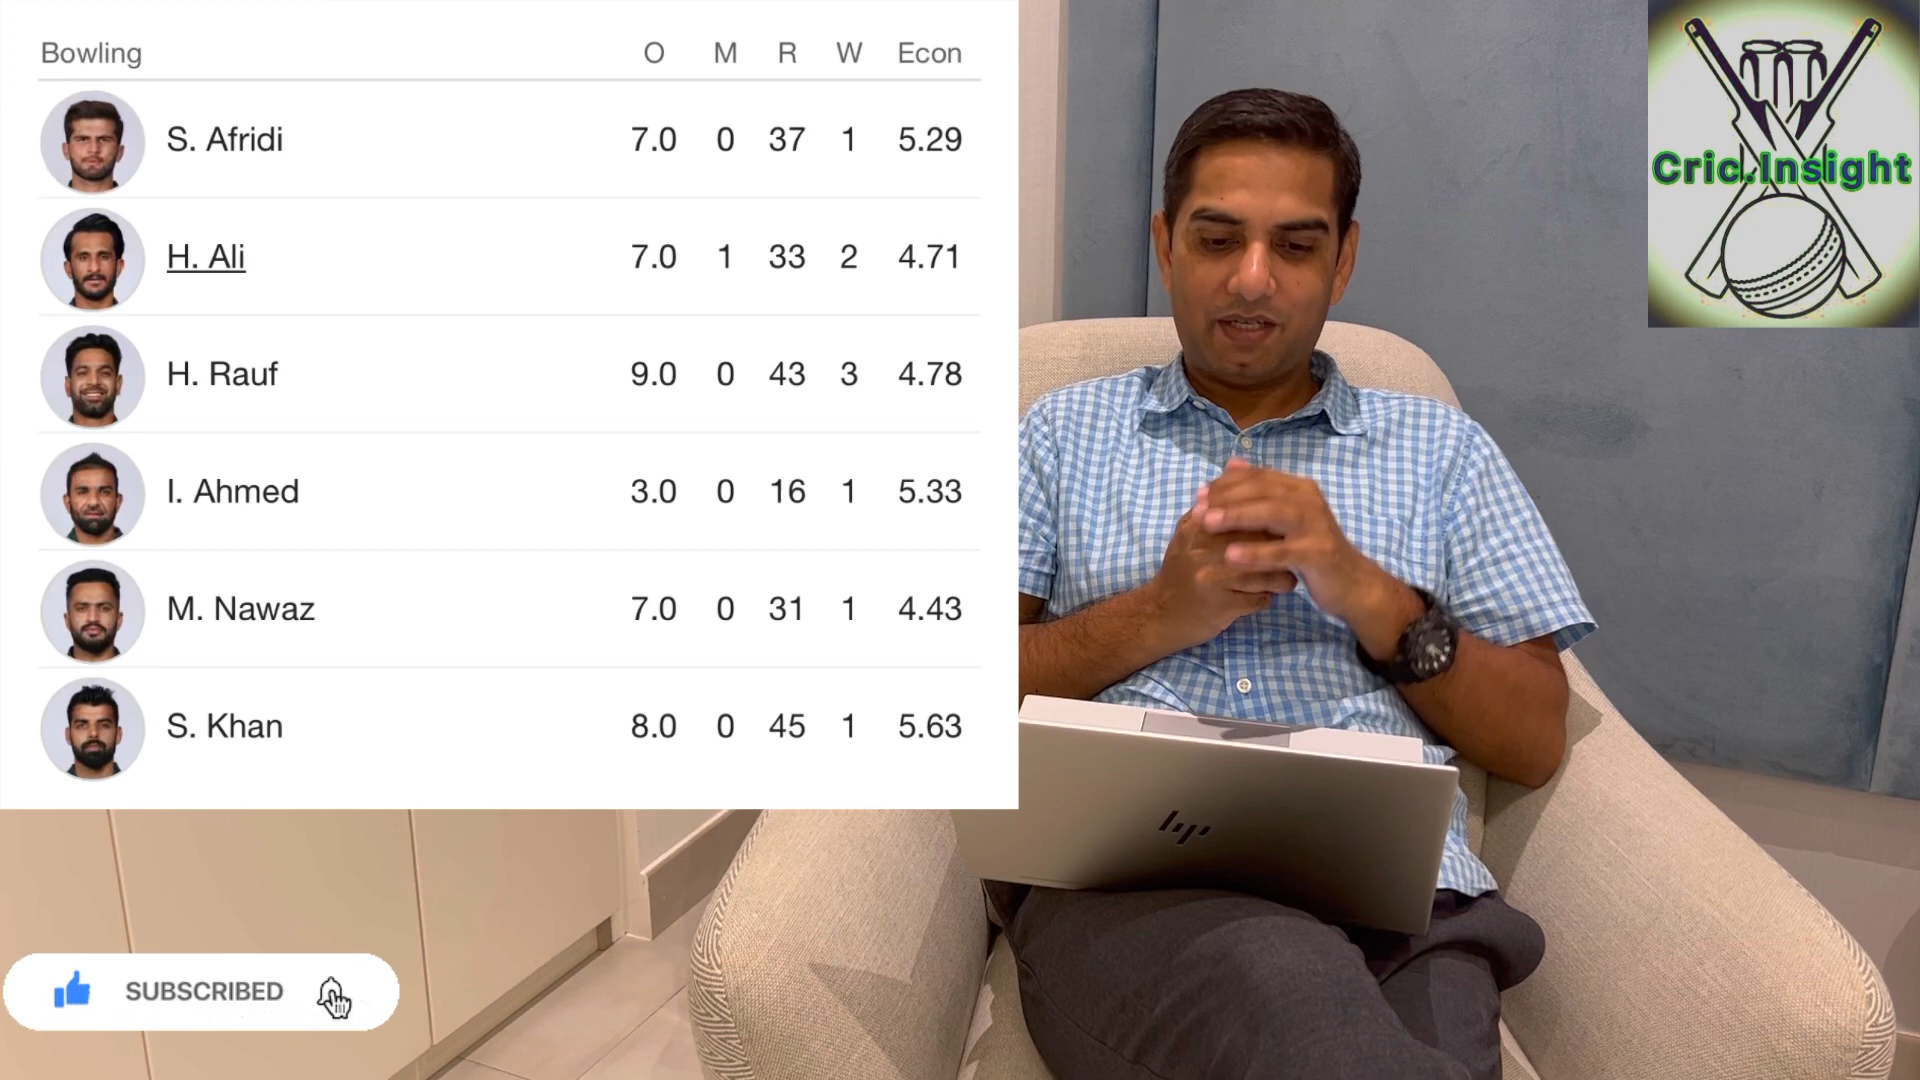 Bowling O M R W Econ
S. Afridi 7.0 0 37 1 5.29
H. Ali 7.0 1 33 2 4.71
H. Rauf 9.0 0 43 3 4.78
I. Ahmed 3.0 0 16 1 5.33
M. Nawaz 7.0 0 31 1 4.43
S. Khan 8.0 0 45 1 5.63
Cric.Insight
hp
SUBSCRIBED